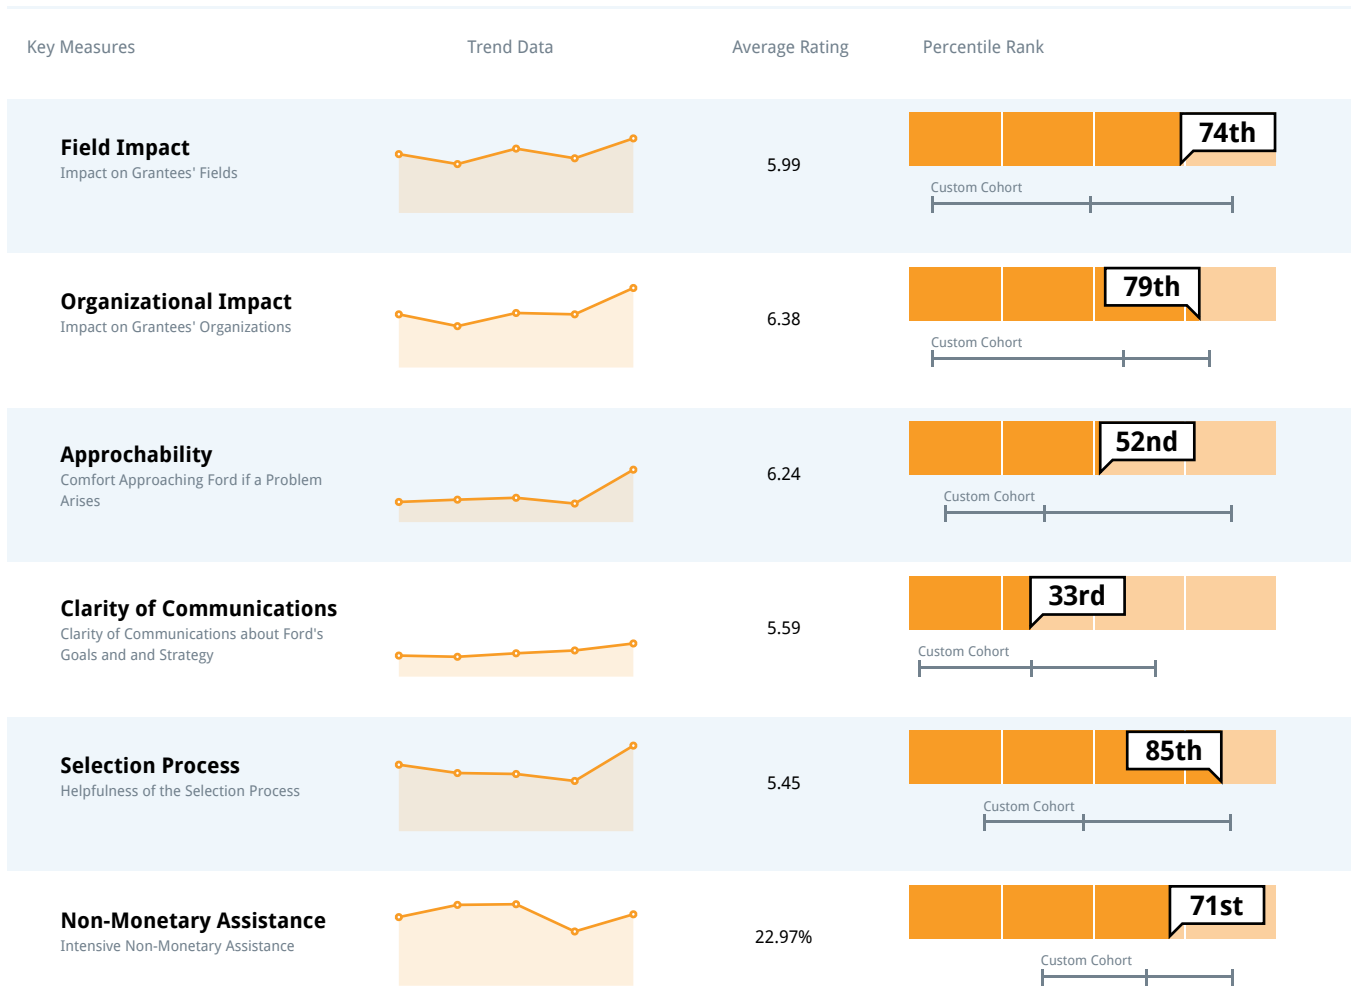 Key Measures
Trend Data
Average Rating
Percentile Rank
Field Impact
Impact on Grantees' Fields
5.99
74th
Custom Cohort
Organizational Impact
Impact on Grantees' Organizations
6.38
79th
Custom Cohort
Approchability
Comfort Approaching Ford if a Problem
Arises
6.24
52nd
Custom Cohort
Clarity of Communications
Clarity of Communications about Ford's
Goals and and Strategy
5.59
33rd
Custom Cohort
Selection Process
Helpfulness of the Selection Process
5.45
85th
Custom Cohort
Non-Monetary Assistance
Intensive Non-Monetary Assistance
22.97%
71st
Custom Cohort